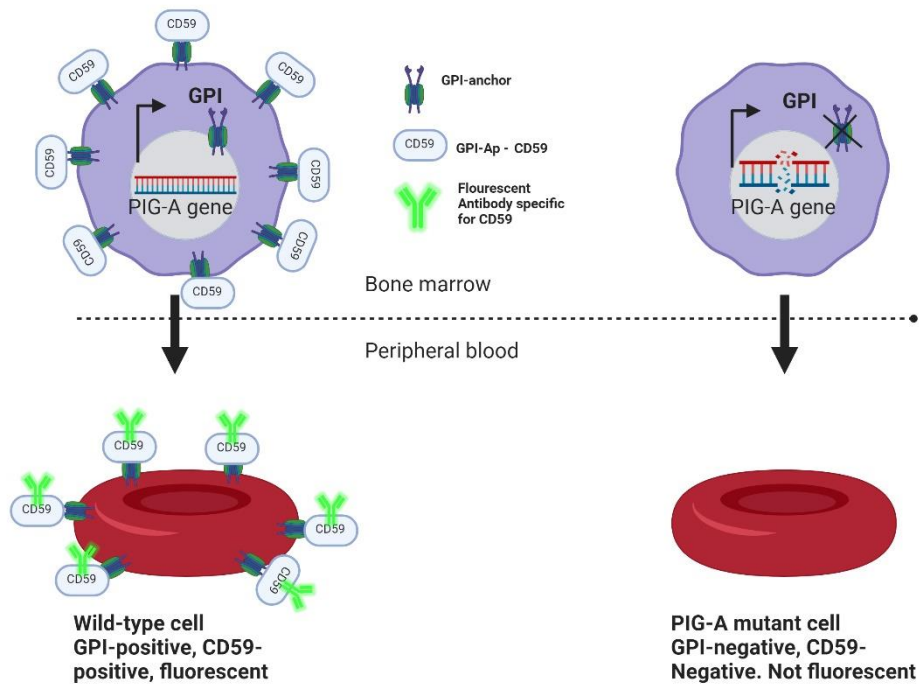 CD59
CD59
CD59
CD59
CD59
CD59
CD59
CD59
GPI
PIG-A gene
GPI-anchor
CD59
GPI-Ap - CD59
Flourescent
Antibody specific
for CD59
GPI
PIG-A gene
Bone marrow
Peripheral blood
CD59
CD59
CD59
CD59
CD59
CD59
Wild-type cell
GPI-positive, CD59-
positive, fluorescent
PIG-A mutant cell
GPI-negative, CD59-
Negative. Not fluorescent